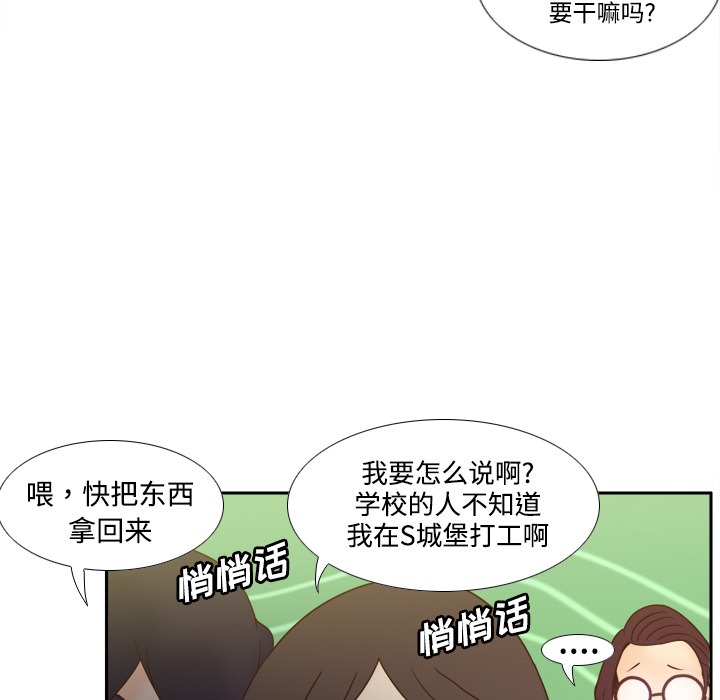 要干嘛吗?
喂，快把东西
拿回来
我要怎么说啊?
学校的人不知道
我在S城堡打工啊
悄悄话
悄悄话
····